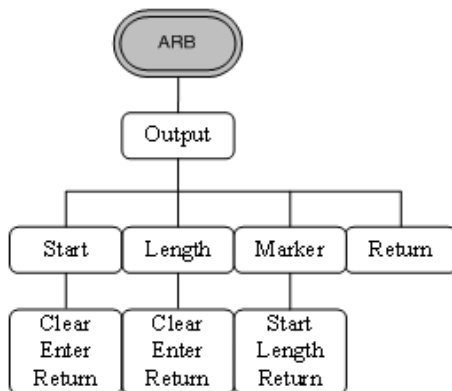 ARB
Output
Start
Length
Marker
Return
Clear
Enter
Return
Clear
Enter
Return
Start
Length
Return